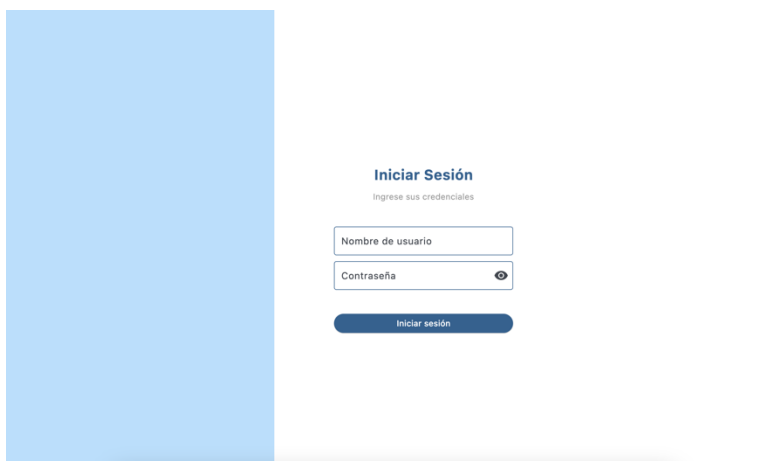 Iniciar Sesión
Ingrese sus credenciales
Nombre de usuario
Contraseña
Iniciar sesión